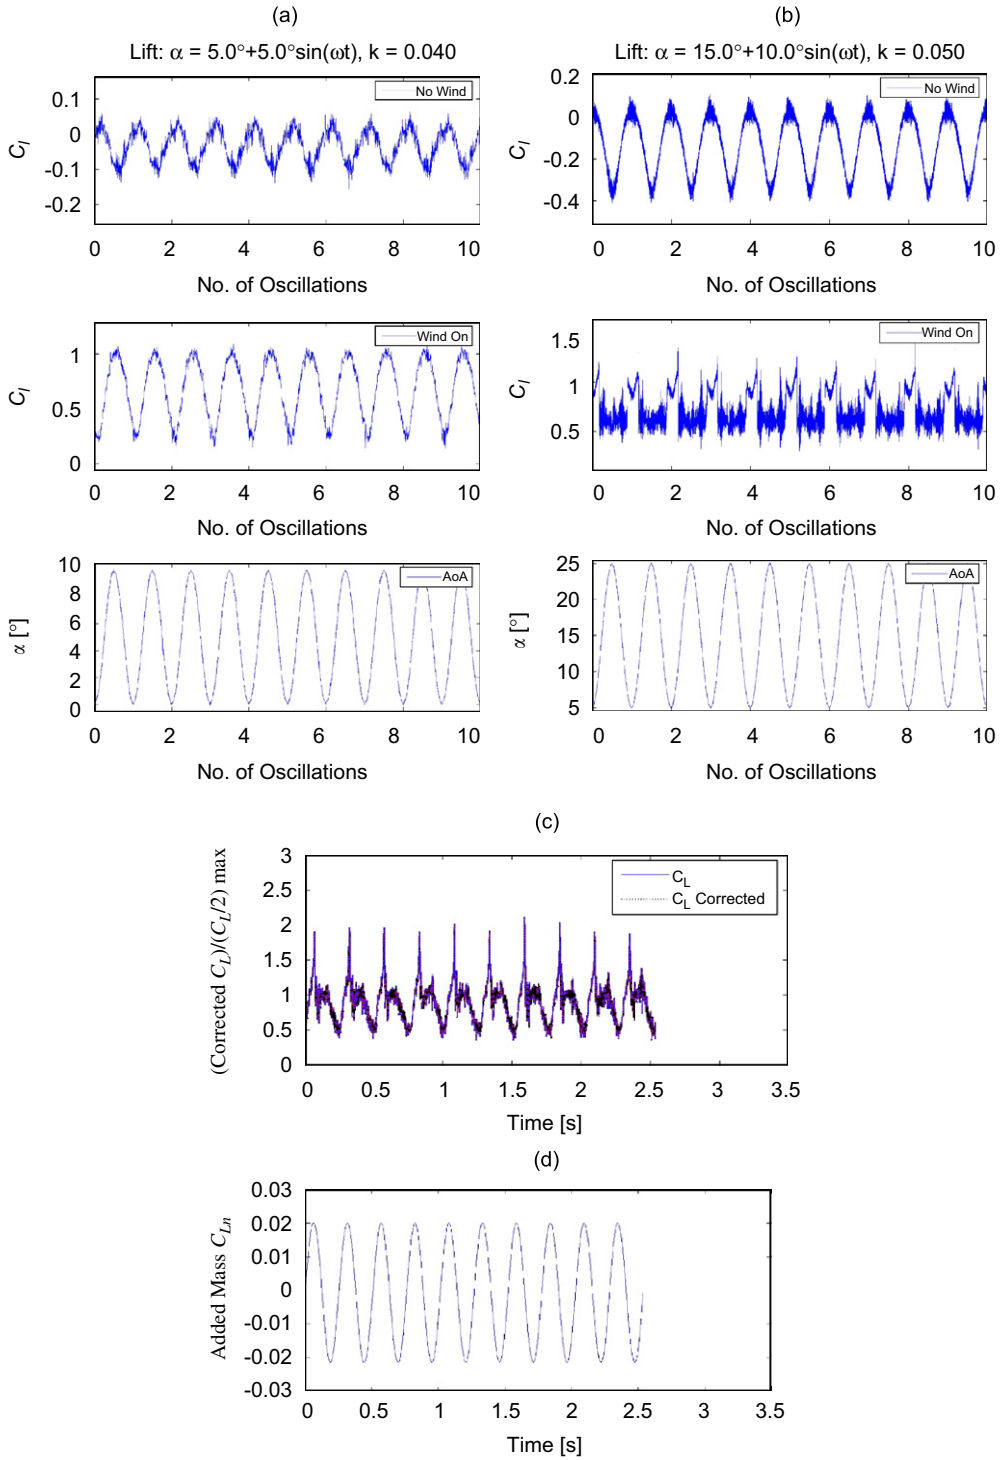 (a)
Lift: α = 5.0°+5.0°sin(ωt), k = 0.040
0.1
0
-0.1
-0.2
C_l
No Wind
0 2 4 6 8 10
No. of Oscillations
1
0.5
0
C_l
Wind On
0 2 4 6 8 10
No. of Oscillations
10
8
6
4
2
0
α [°]
AoA
0 2 4 6 8 10
No. of Oscillations
(b)
Lift: α = 15.0°+10.0°sin(ωt), k = 0.050
0.2
0
-0.2
-0.4
C_l
No Wind
0 2 4 6 8 10
No. of Oscillations
1.5
1
0.5
C_l
Wind On
0 2 4 6 8 10
No. of Oscillations
25
20
15
10
5
α [°]
AoA
0 2 4 6 8 10
No. of Oscillations
(c)
(Corrected C_L)/(C_L/2) max
3
2.5
2
1.5
1
0.5
0
C_L
C_L Corrected
0 0.5 1 1.5 2 2.5 3 3.5
Time [s]
(d)
Added Mass C_Ln
0.03
0.02
0.01
0
-0.01
-0.02
-0.03
0 0.5 1 1.5 2 2.5 3 3.5
Time [s]